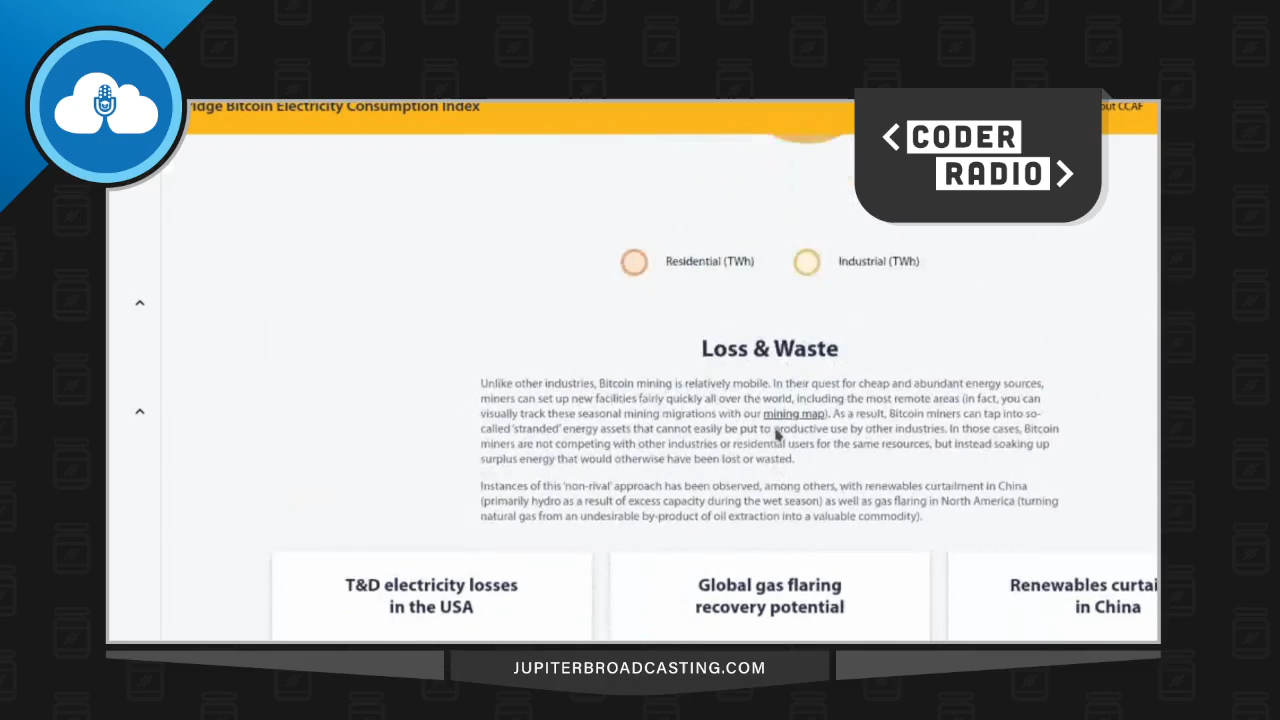 Bitcoin Electricity Consumption Index
CCAF
CODER
RADIO
Residential (TWh)
Industrial (TWh)
Loss & Waste
Unlike other industries, Bitcoin mining is relatively mobile. In their quest for cheap and abundant energy sources,
miners can set up new facilities fairly quickly all over the world, including the most remote areas (in fact, you can
visually track these seasonal mining migrations with our mining map). As a result, Bitcoin miners can tap into so-
called 'stranded' energy assets that cannot easily be put to productive use by other industries. In those cases, Bitcoin
miners are not competing with other industries or residential users for the same resources, but instead soaking up
surplus energy that would otherwise have been lost or wasted.
Instances of this 'non-rival' approach has been observed, among others, with renewables curtailment in China
(primarily hydro as a result of excess capacity during the wet season) as well as gas flaring in North America (turning
natural gas from an undesirable by-product of oil extraction into a valuable commodity).
T&D electricity losses
in the USA
Global gas flaring
recovery potential
Renewables curtai
in China
JUPITERBROADCASTING.COM